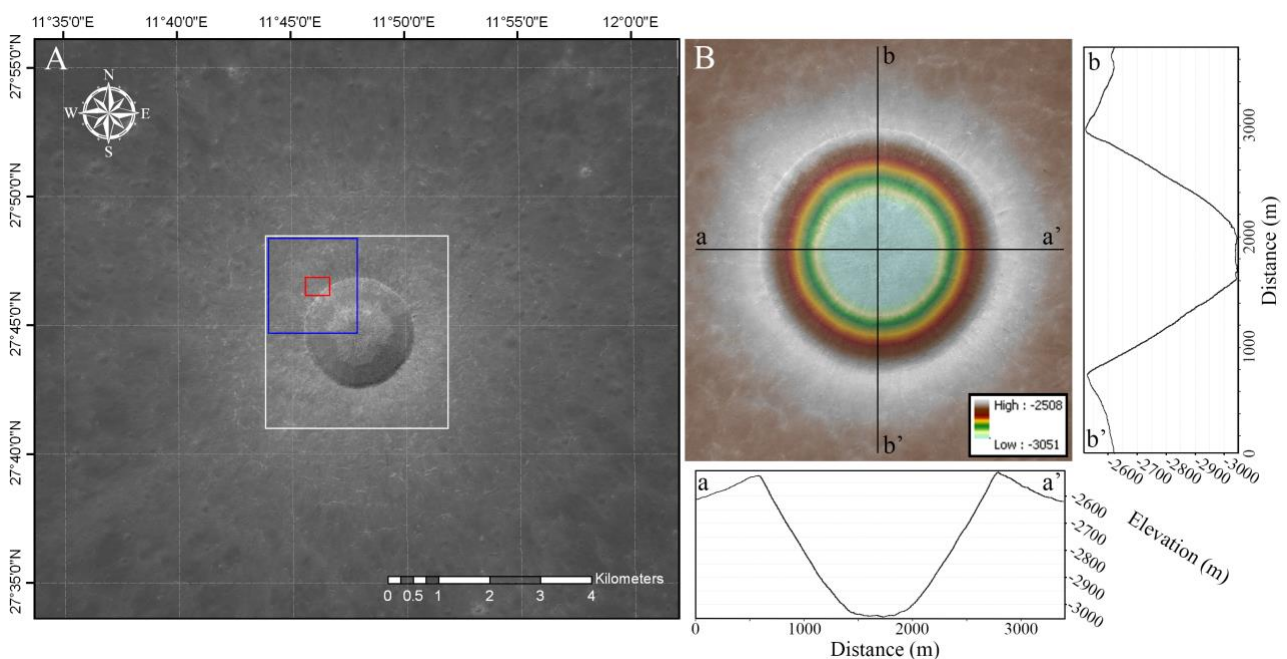 11°35'0"E 11°40'0"E 11°45'0"E 11°50'0"E 11°55'0"E 12°0'0"E
A
N
W E
S
27°55'0"N
27°50'0"N
27°45'0"N
27°40'0"N
27°35'0"N
Kilometers
0 0.5 1 2 3 4
B
b
a a'
b'
High : -2508
Low : -3051
b
b'
3000
2000
1000
0
Distance (m)
-2600 -2700 -2800 -2900 -3000
Elevation (m)
a a'
-2600
-2700
-2800
-2900
-3000
0 1000 2000 3000
Distance (m)